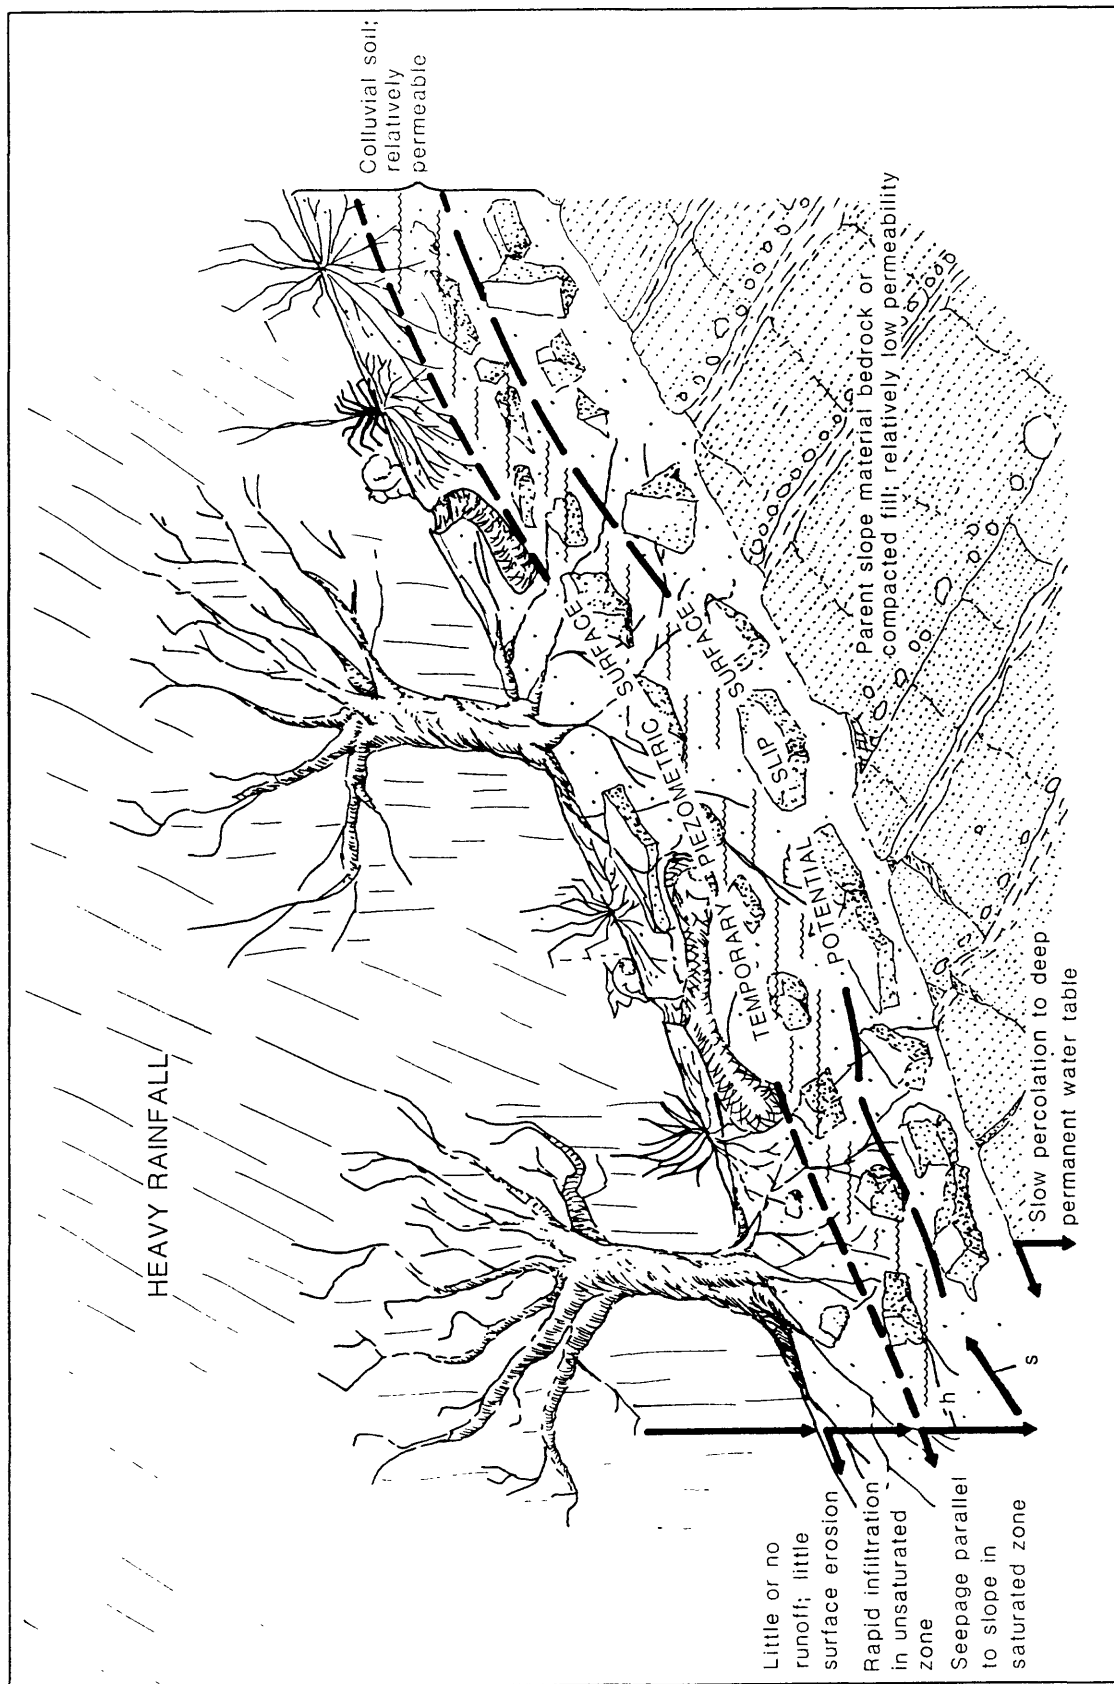 HEAVY RAINFALL
Colluvial soil;
relatively
permeable
TEMPORARY PIEZOMETRIC SURFACE
POTENTIAL SLIP SURFACE
Parent slope material bedrock or
compacted fill; relatively low permeability
Little or no
runoff; little
surface erosion
Rapid infiltration
in unsaturated
zone
Seepage parallel
to slope in
saturated zone
h
s
Slow percolation to deep
permanent water table